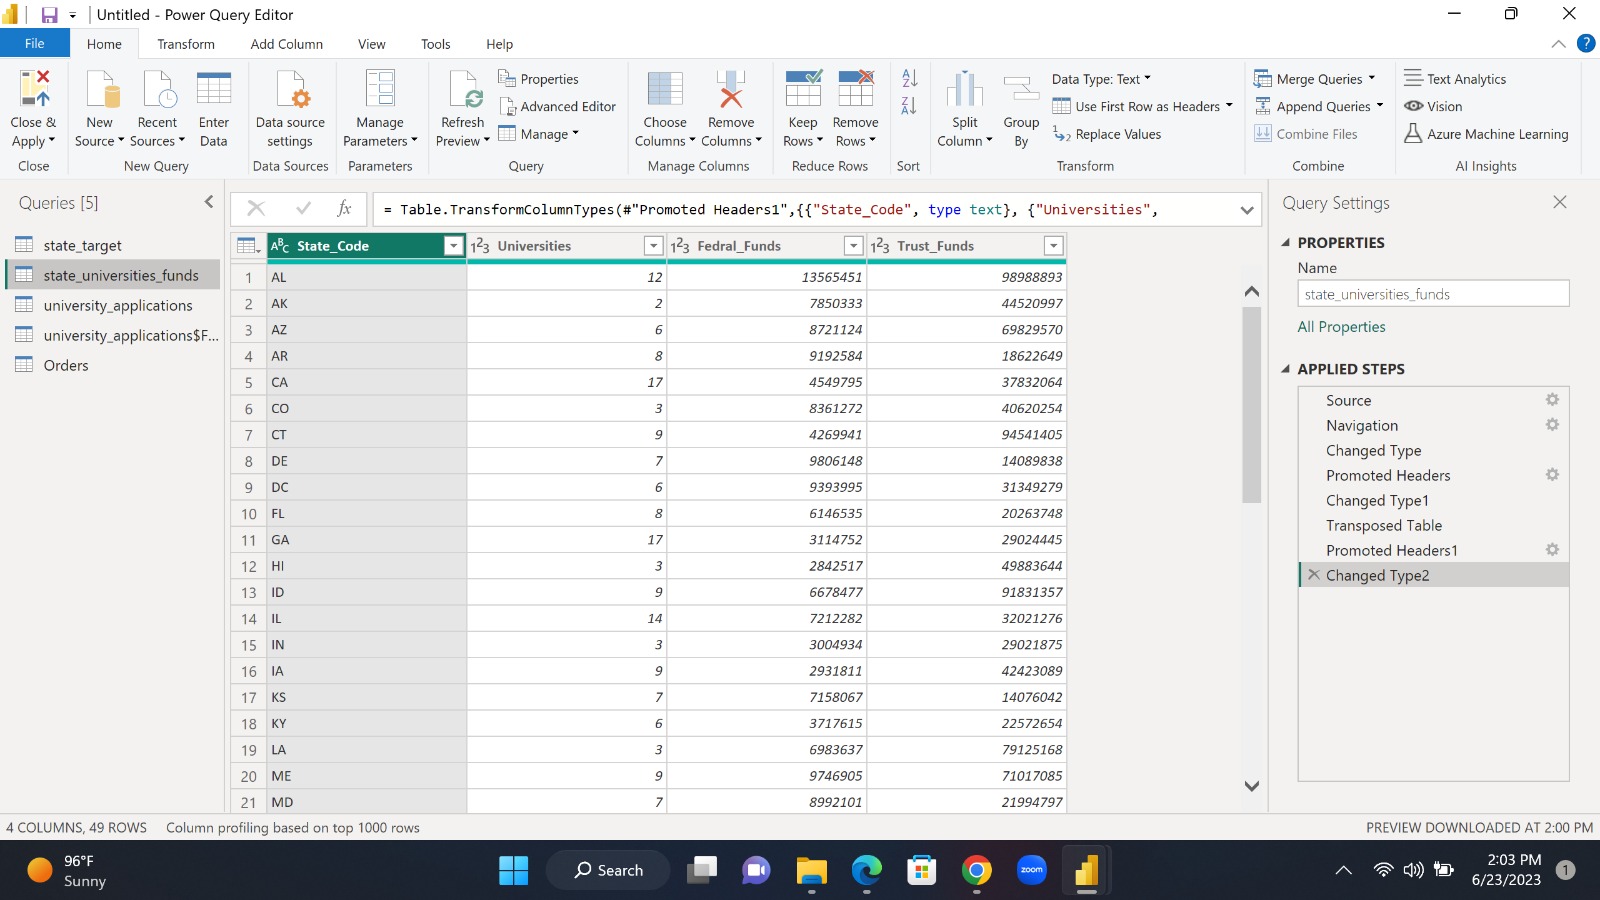 Untitled - Power Query Editor
File Home Transform Add Column View Tools Help
Close & Apply
Close
New Source
Recent Sources
Enter Data
New Query
Data source settings
Data Sources
Manage Parameters
Parameters
Refresh Preview
Properties
Advanced Editor
Manage
Query
Choose Columns
Remove Columns
Manage Columns
Keep Rows
Remove Rows
Reduce Rows
Sort
Split Column
Group By
Data Type: Text
Use First Row as Headers
Replace Values
Transform
Merge Queries
Append Queries
Combine Files
Combine
Text Analytics
Vision
Azure Machine Learning
AI Insights
Queries [5]
state_target
state_universities_funds
university_applications
university_applications$F...
Orders
fx = Table.TransformColumnTypes(#"Promoted Headers1",{{"State_Code", type text}, {"Universities",
ABC State_Code 123 Universities 123 Fedral_Funds 123 Trust_Funds
1 AL 12 13565451 98988893
2 AK 2 7850333 44520997
3 AZ 6 8721124 69829570
4 AR 8 9192584 18622649
5 CA 17 4549795 37832064
6 CO 3 8361272 40620254
7 CT 9 4269941 94541405
8 DE 7 9806148 14089838
9 DC 6 9393995 31349279
10 FL 8 6146535 20263748
11 GA 17 3114752 29024445
12 HI 3 2842517 49883644
13 ID 9 6678477 91831357
14 IL 14 7212282 32021276
15 IN 3 3004934 29021875
16 IA 9 2931811 42423089
17 KS 7 7158067 14076042
18 KY 6 3717615 22572654
19 LA 3 6983637 79125168
20 ME 9 9746905 71017085
21 MD 7 8992101 21994797
Query Settings
PROPERTIES
Name
state_universities_funds
All Properties
APPLIED STEPS
Source
Navigation
Changed Type
Promoted Headers
Changed Type1
Transposed Table
Promoted Headers1
Changed Type2
4 COLUMNS, 49 ROWS Column profiling based on top 1000 rows
PREVIEW DOWNLOADED AT 2:00 PM
96°F
Sunny
Search
zoom
2:03 PM
6/23/2023
1